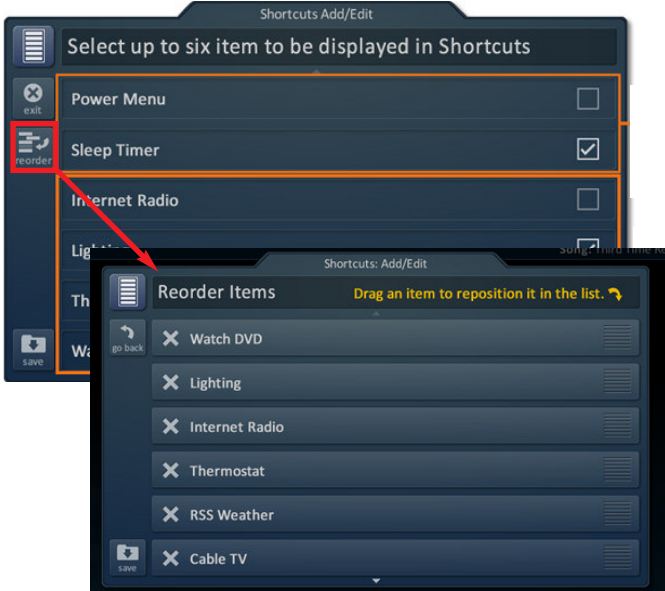 Shortcuts Add/Edit
Select up to six item to be displayed in Shortcuts
exit
Power Menu
reorder
Sleep Timer
Internet Radio
Th
save
Shortcuts: Add/Edit
Reorder Items
Drag an item to reposition it in the list.
go back
Watch DVD
Lighting
Internet Radio
Thermostat
RSS Weather
save
Cable TV